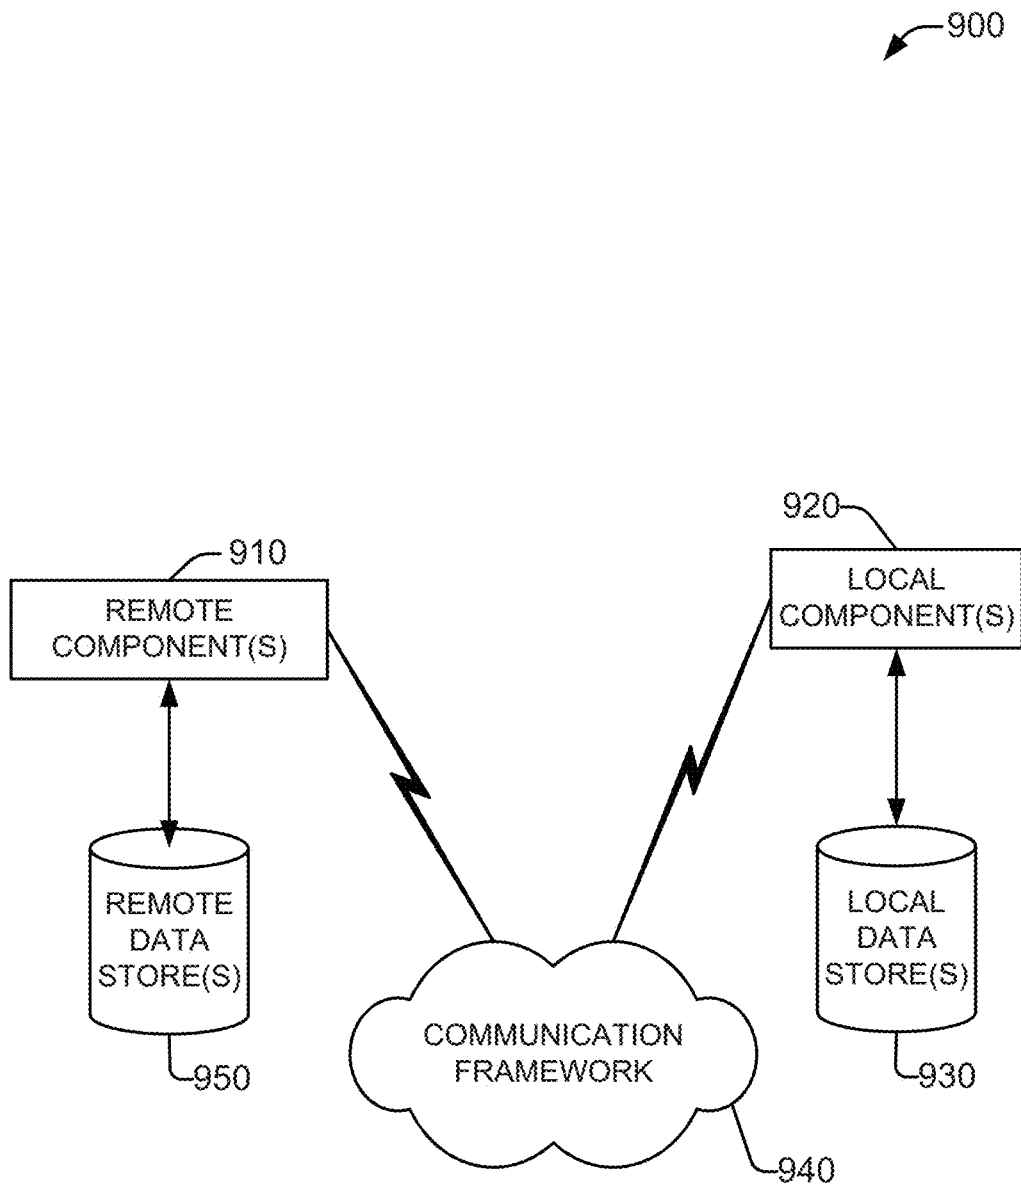 900
920
910
LOCAL
COMPONENT(S)
REMOTE
COMPONENT(S)
REMOTE
DATA
STORE(S)
LOCAL
DATA
STORE(S)
COMMUNICATION
FRAMEWORK
950
930
940